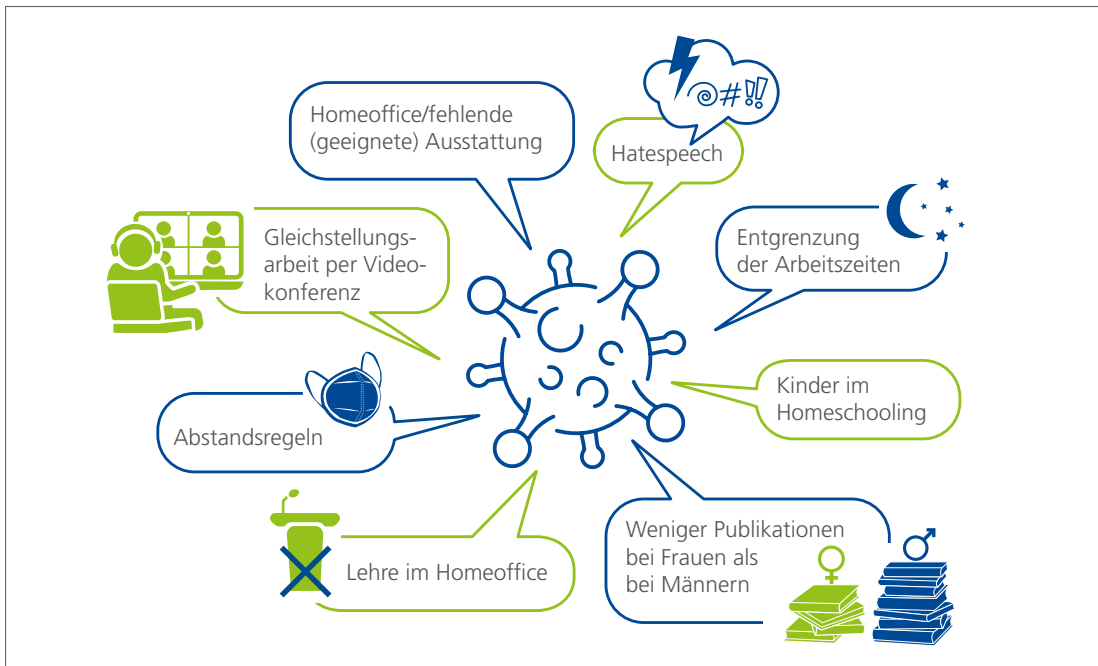 Homeoffice/fehlende
(geeignete) Ausstattung
@#!!
Hatespeech
Gleichstellungs-
arbeit per Video-
konferenz
Entgrenzung
der Arbeitszeiten
Kinder im
Homeschooling
Abstandsregeln
Lehre im Homeoffice
Weniger Publikationen
bei Frauen als
bei Männern